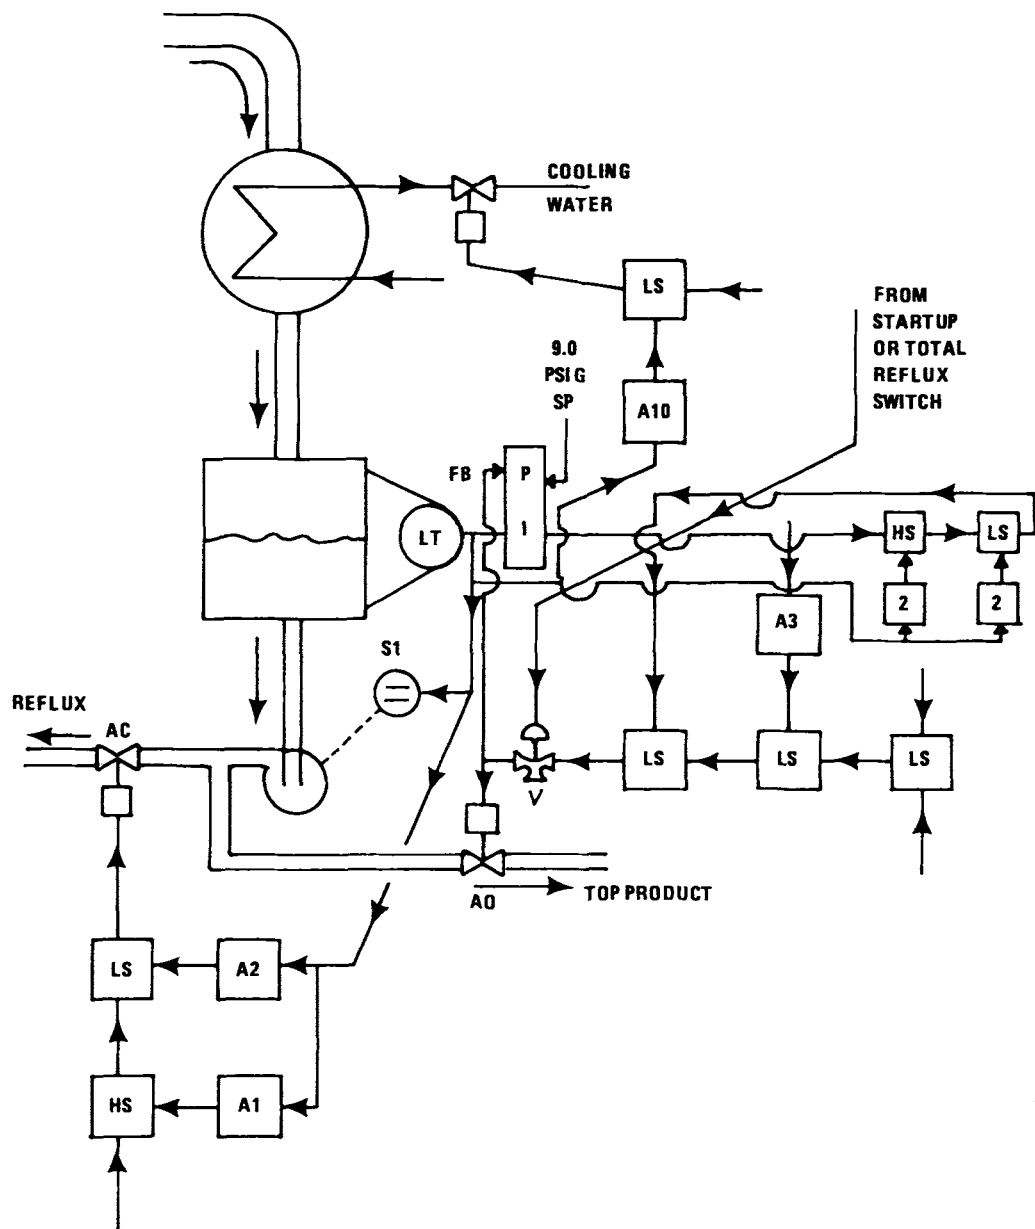 COOLING
WATER
LS
FROM
STARTUP
OR TOTAL
REFLUX
SWITCH
9.0
PSIG
SP
A10
FB
P
I
LT
HS
LS
2
2
A3
S1
REFLUX
AC
LS
LS
LS
V
AO
TOP PRODUCT
LS
A2
HS
A1